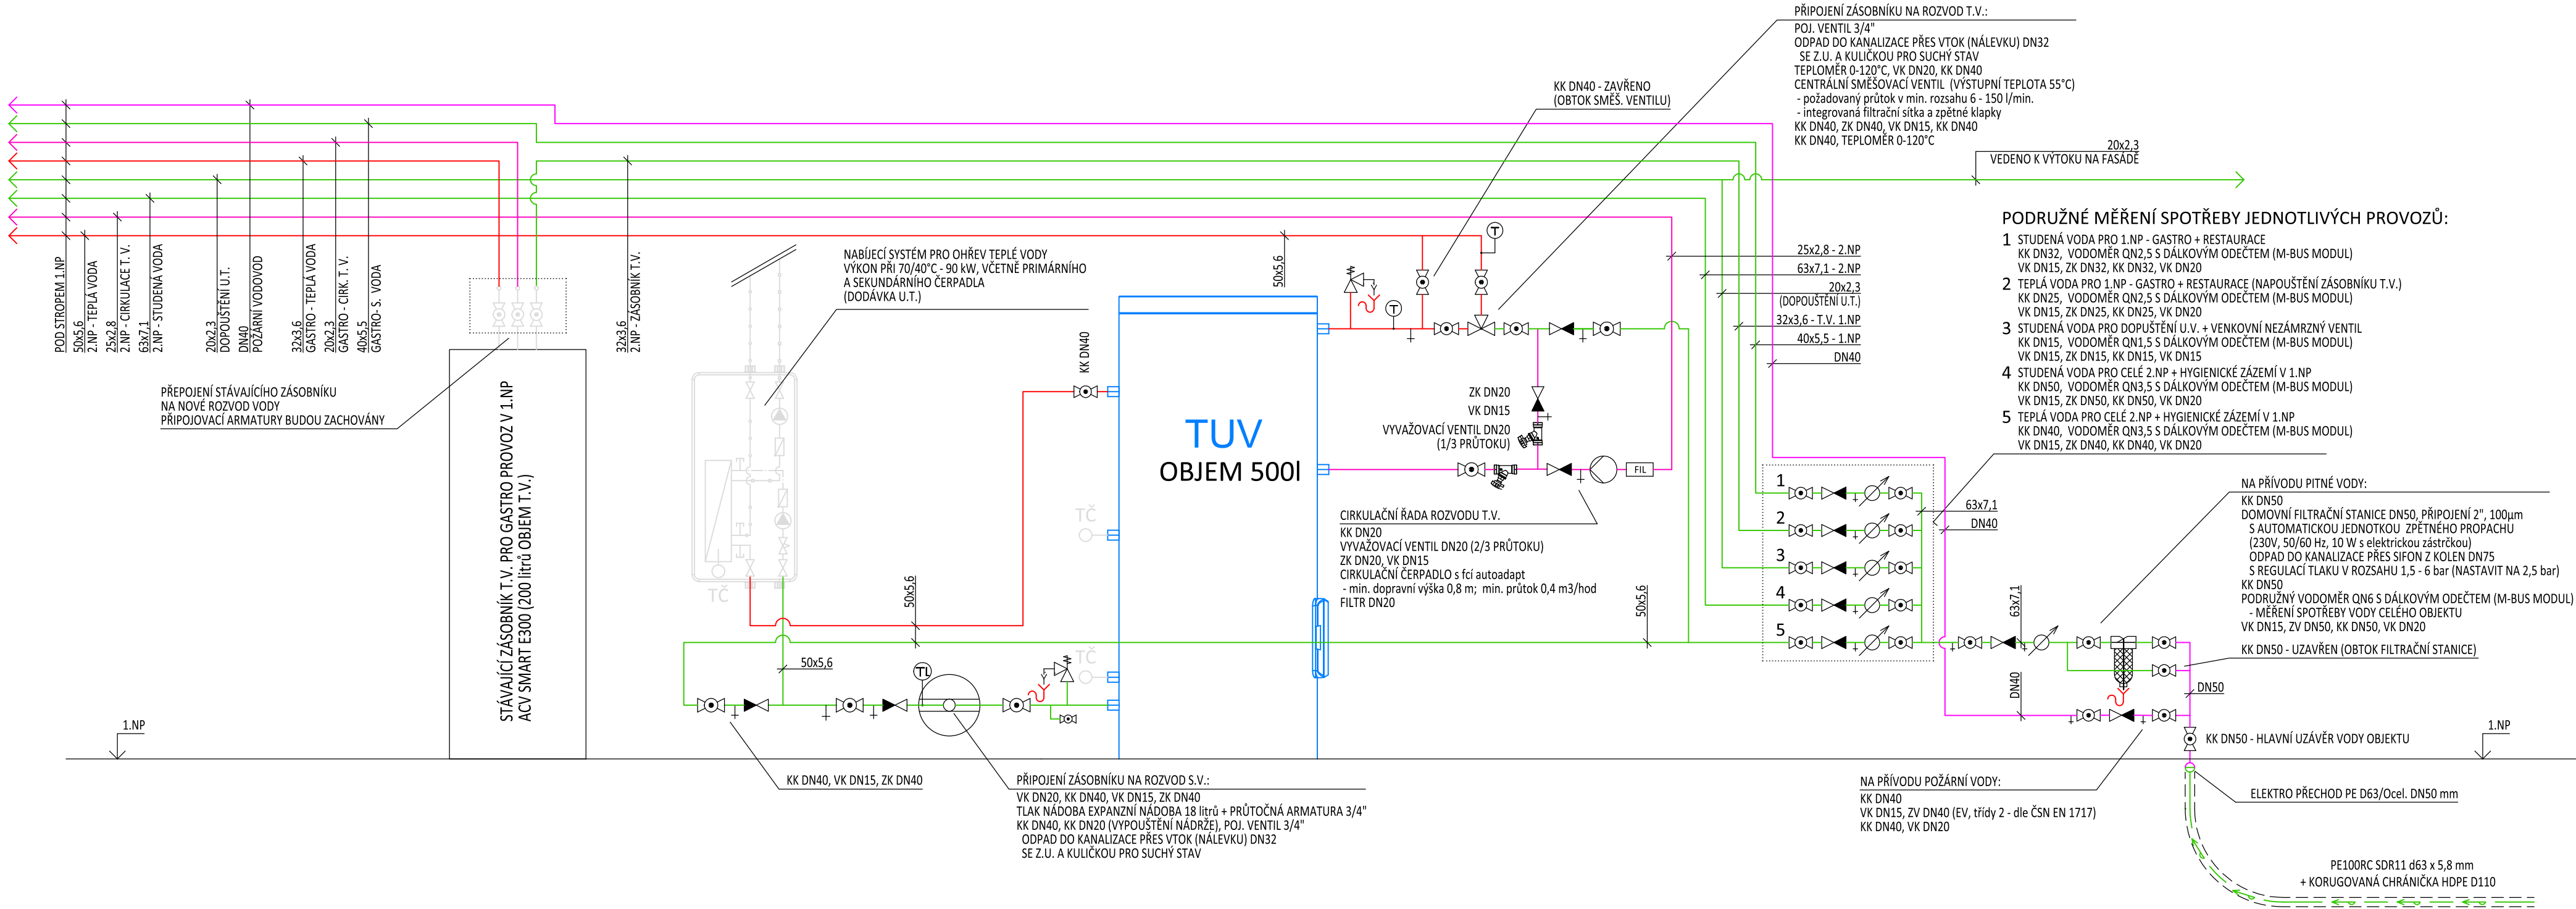 PŘIPOJENÍ ZÁSOBNÍKU NA ROZVOD T.V.:
POJ. VENTIL 3/4"
ODPAD DO KANALIZACE PŘES VTOK (NÁLEVKU) DN32
SE Z.U. A KULIČKOU PRO SUCHÝ STAV
TEPLOMĚR 0-120°C, VK DN20, KK DN40
CENTRÁLNÍ SMĚŠOVACÍ VENTIL (VÝSTUPNÍ TEPLOTA 55°C)
- požadovaný průtok v min. rozsahu 6 - 150 l/min.
- integrovaná filtrační sítka a zpětné klapky
KK DN40, ZK DN40, VK DN15, KK DN40
KK DN40, TEPLOMĚR 0-120°C
KK DN40 - ZAVŘENO
(OBTOK SMĚŠ. VENTILU)
20x2,3
VEDENO K VÝTOKU NA FASÁDĚ
POD STROPEM 1.NP
50x5,6
2.NP - TEPLÁ VODA
25x2,8
2.NP - CIRKULACE T. V.
63x7,1
2.NP - STUDENÁ VODA
20x2,3
DOPOUŠTĚNÍ U.T.
DN40
POŽÁRNÍ VODOVOD
32x3,6
GASTRO - TEPLÁ VODA
20x2,3
GASTRO - CIRK. T. V.
40x5,5
GASTRO- S. VODA
32x3,6
2.NP - ZÁSOBNÍK T.V.
PŘEPOJENÍ STÁVAJÍCÍHO ZÁSOBNÍKU
NA NOVÉ ROZVOD VODY
PŘIPOJOVACÍ ARMATURY BUDOU ZACHOVÁNY
STÁVAJÍCÍ ZÁSOBNÍK T.V. PRO GASTRO PROVOZ V 1.NP
ACV SMART E300 (200 litrů OBJEM T.V.)
NABÍJECÍ SYSTÉM PRO OHŘEV TEPLÉ VODY
VÝKON PŘI 70/40°C - 90 kW, VČETNĚ PRIMÁRNÍHO
A SEKUNDÁRNÍHO ČERPADLA
(DODÁVKA U.T.)
TČ
KK DN40
TUV
OBJEM 500l
TČ
TČ
50x5,6
T
T
25x2,8 - 2.NP
63x7,1 - 2.NP
20x2,3
(DOPOUŠTĚNÍ U.T.)
32x3,6 - T.V. 1.NP
40x5,5 - 1.NP
DN40
ZK DN20
VK DN15
VYVAŽOVACÍ VENTIL DN20
(1/3 PRŮTOKU)
FIL
CIRKULAČNÍ ŘADA ROZVODU T.V.
KK DN20
VYVAŽOVACÍ VENTIL DN20 (2/3 PRŮTOKU)
ZK DN20, VK DN15
CIRKULAČNÍ ČERPADLO s fcí autoadapt
- min. dopravní výška 0,8 m; min. průtok 0,4 m3/hod
FILTR DN20
PODRUŽNÉ MĚŘENÍ SPOTŘEBY JEDNOTLIVÝCH PROVOZŮ:
1 STUDENÁ VODA PRO 1.NP - GASTRO + RESTAURACE
KK DN32, VODOMĚR QN2,5 S DÁLKOVÝM ODEČTEM (M-BUS MODUL)
VK DN15, ZK DN32, KK DN32, VK DN20
2 TEPLÁ VODA PRO 1.NP - GASTRO + RESTAURACE (NAPOUŠTĚNÍ ZÁSOBNÍKU T.V.)
KK DN25, VODOMĚR QN2,5 S DÁLKOVÝM ODEČTEM (M-BUS MODUL)
VK DN15, ZK DN25, KK DN25, VK DN20
3 STUDENÁ VODA PRO DOPUŠTĚNÍ U.V. + VENKOVNÍ NEZÁMRZNÝ VENTIL
KK DN15, VODOMĚR QN1,5 S DÁLKOVÝM ODEČTEM (M-BUS MODUL)
VK DN15, ZK DN15, KK DN15, VK DN15
4 STUDENÁ VODA PRO CELÉ 2.NP + HYGIENICKÉ ZÁZEMÍ V 1.NP
KK DN50, VODOMĚR QN3,5 S DÁLKOVÝM ODEČTEM (M-BUS MODUL)
VK DN15, ZK DN50, KK DN50, VK DN20
5 TEPLÁ VODA PRO CELÉ 2.NP + HYGIENICKÉ ZÁZEMÍ V 1.NP
KK DN40, VODOMĚR QN3,5 S DÁLKOVÝM ODEČTEM (M-BUS MODUL)
VK DN15, ZK DN40, KK DN40, VK DN20
1
2
3
4
5
63x7,1
DN40
NA PŘÍVODU PITNÉ VODY:
KK DN50
DOMOVNÍ FILTRAČNÍ STANICE DN50, PŘIPOJENÍ 2", 100µm
S AUTOMATICKOU JEDNOTKOU ZPĚTNÉHO PROPACHU
(230V, 50/60 Hz, 10 W s elektrickou zástrčkou)
ODPAD DO KANALIZACE PŘES SIFON Z KOLEN DN75
S REGULACÍ TLAKU V ROZSAHU 1,5 - 6 bar (NASTAVIT NA 2,5 bar)
KK DN50
PODRUŽNÝ VODOMĚR QN6 S DÁLKOVÝM ODEČTEM (M-BUS MODUL)
- MĚŘENÍ SPOTŘEBY VODY CELÉHO OBJEKTU
VK DN15, ZV DN50, KK DN50, VK DN20
KK DN50 - UZAVŘEN (OBTOK FILTRAČNÍ STANICE)
50x5,6
50x5,6
50x5,6
TL
63x7,1
DN40
DN50
1.NP
1.NP
KK DN50 - HLAVNÍ UZÁVĚR VODY OBJEKTU
KK DN40, VK DN15, ZK DN40
PŘIPOJENÍ ZÁSOBNÍKU NA ROZVOD S.V.:
VK DN20, KK DN40, VK DN15, ZK DN40
TLAK NÁDOBA EXPANZNÍ NÁDOBA 18 litrů + PRŮTOČNÁ ARMATURA 3/4"
KK DN40, KK DN20 (VYPOUŠTĚNÍ NÁDRŽE), POJ. VENTIL 3/4"
ODPAD DO KANALIZACE PŘES VTOK (NÁLEVKU) DN32
SE Z.U. A KULIČKOU PRO SUCHÝ STAV
NA PŘÍVODU POŽÁRNÍ VODY:
KK DN40
VK DN15, ZV DN40 (EV, třídy 2 - dle ČSN EN 1717)
KK DN40, VK DN20
ELEKTRO PŘECHOD PE D63/Ocel. DN50 mm
PE100RC SDR11 d63 x 5,8 mm
+ KORUGOVANÁ CHRÁNIČKA HDPE D110